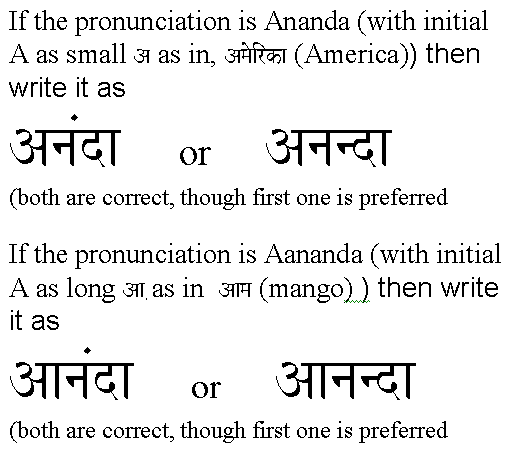 If the pronunciation is Ananda (with initial
A as small अ as in, अमेरिका (America)) then
write it as
अनंदा or अनन्दा
(both are correct, though first one is preferred
If the pronunciation is Aananda (with initial
A as long आ as in आम (mango) ) then write
it as
आनंदा or आनन्दा
(both are correct, though first one is preferred